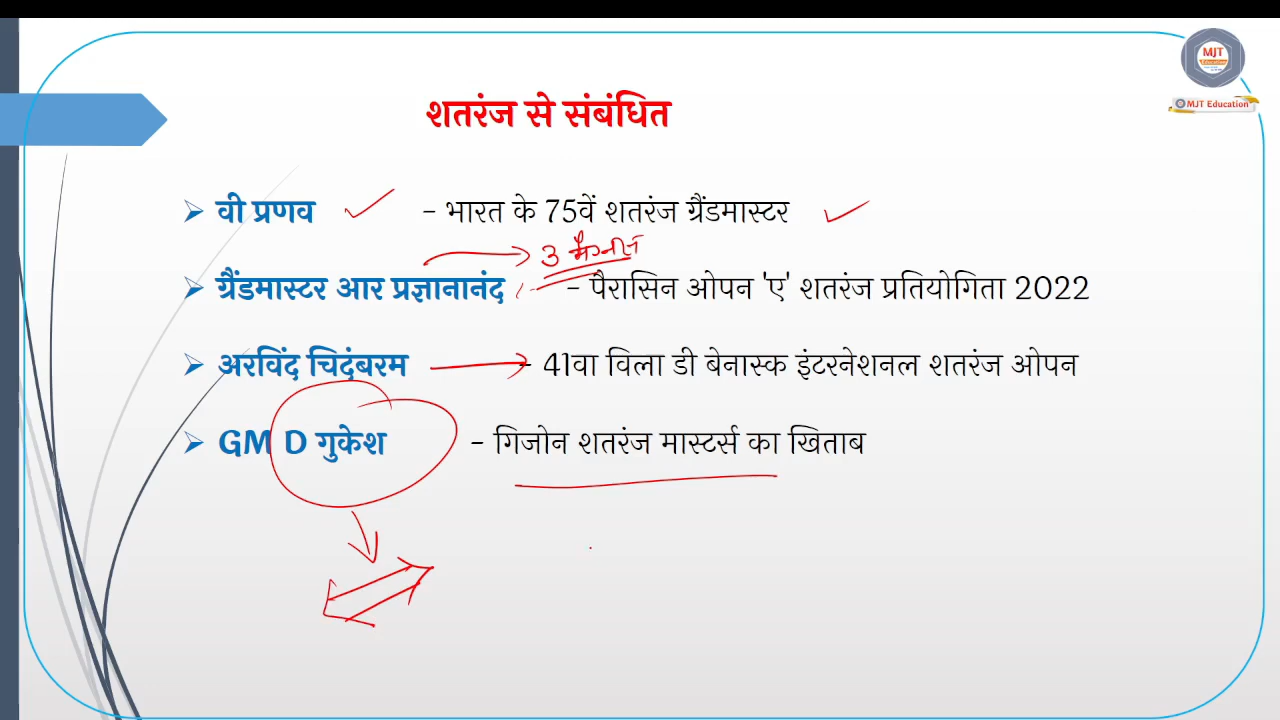 MJT
Education
MJT Education
शतरंज से संबंधित
वी प्रणव - भारत के 75वें शतरंज ग्रैंडमास्टर
3
ग्रैंडमास्टर आर प्रज्ञानानंद - पैरासिन ओपन 'ए' शतरंज प्रतियोगिता 2022
अरविंद चिदंबरम - 41वा विला डी बेनास्क इंटरनेशनल शतरंज ओपन
GM D गुकेश - गिजोन शतरंज मास्टर्स का खिताब